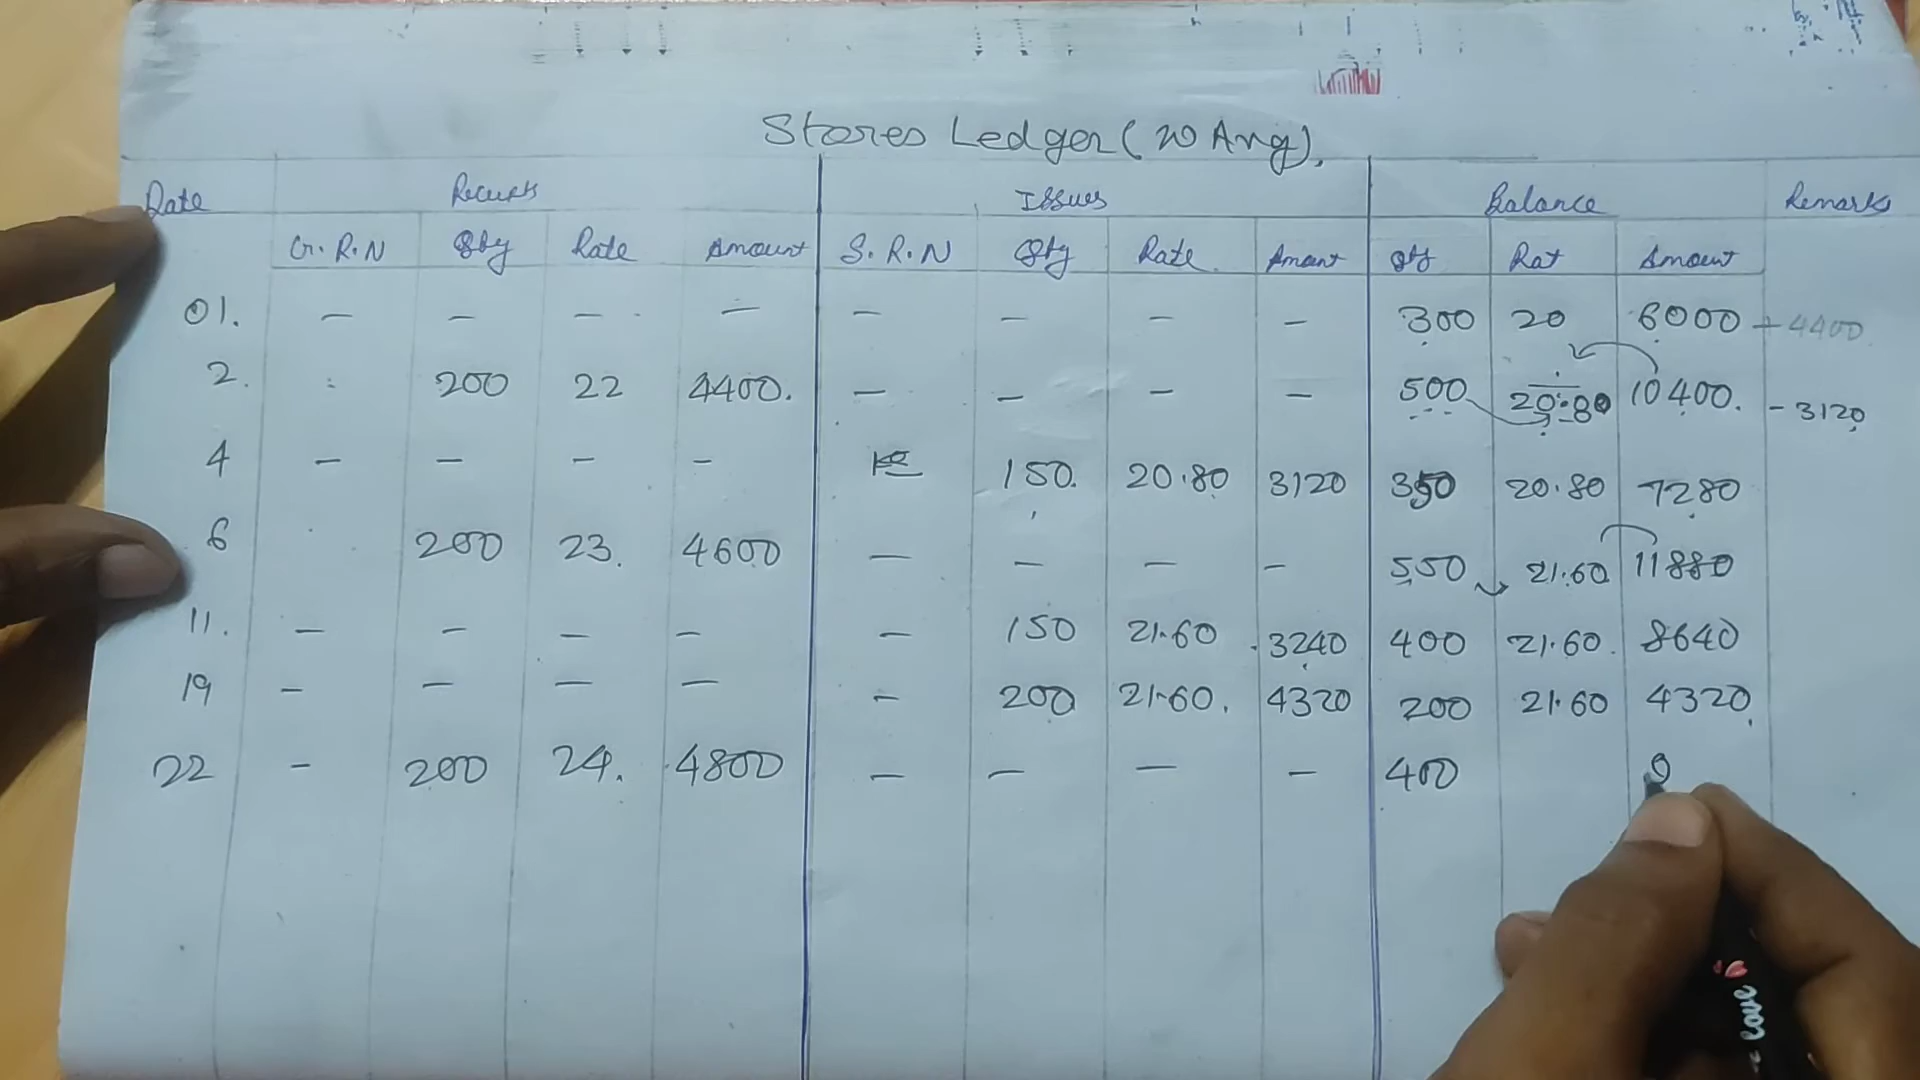 Stores Ledger (W Avg).
Date Receipts Issues Balance Remarks
G.R.N Qty Rate Amount S.R.N Qty Rate Amount Qty Rat Amount
01. - - - - - - - - 300 20 6000 + 4400
2. 200 22 4400. - - - - 500 20.80 10400. - 3120
4 - - - - 150. 20.80 3120 350 20.80 7280
6 200 23. 4600 - - - - 550 21.60 11880
11. - - - - - 150 21.60 3240 400 21.60. 8640
19 - - - - - 200 21.60. 4320 200 21.60 4320
22 - 200 24. 4800 - - - - 400 9
love